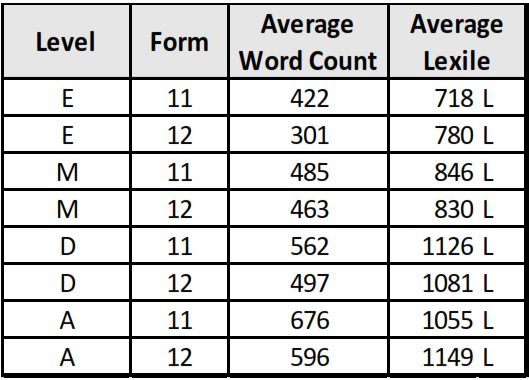 Level Form Average Word Count Average Lexile
E 11 422 718 L
E 12 301 780 L
M 11 485 846 L
M 12 463 830 L
D 11 562 1126 L
D 12 497 1081 L
A 11 676 1055 L
A 12 596 1149 L